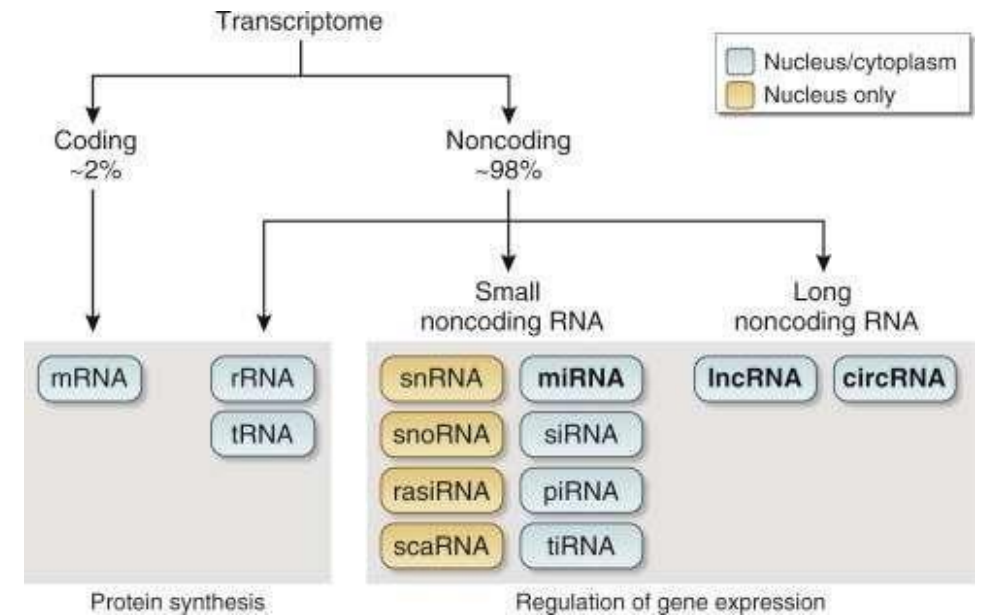 Transcriptome
Nucleus/cytoplasm
Nucleus only
Coding
~2%
Noncoding
~98%
Small
noncoding RNA
Long
noncoding RNA
mRNA
rRNA
tRNA
snRNA
miRNA
snoRNA
siRNA
rasiRNA
piRNA
scaRNA
tiRNA
lncRNA
circRNA
Protein synthesis
Regulation of gene expression